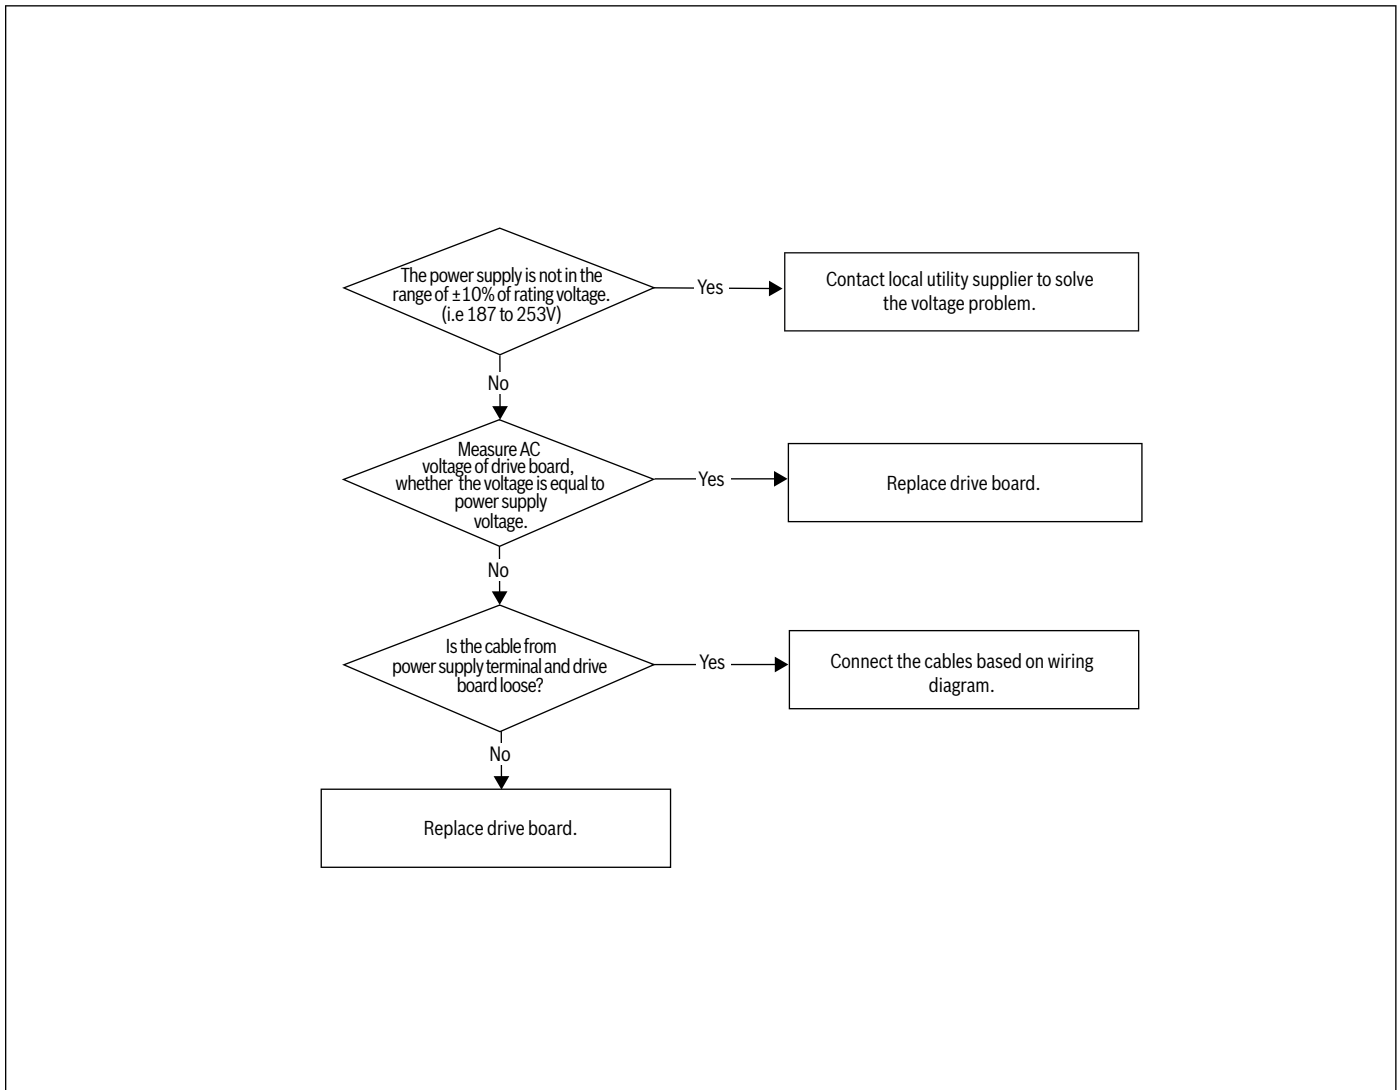 The power supply is not in the
range of ±10% of rating voltage.
(i.e 187 to 253V)
Yes
Contact local utility supplier to solve
the voltage problem.
No
Measure AC
voltage of drive board,
whether the voltage is equal to
power supply
voltage.
Yes
Replace drive board.
No
Is the cable from
power supply terminal and drive
board loose?
Yes
Connect the cables based on wiring
diagram.
No
Replace drive board.